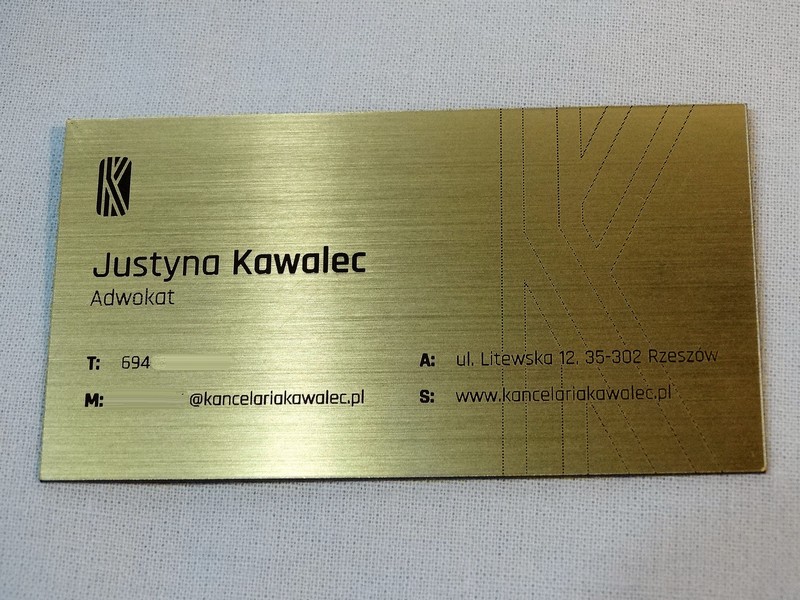 Justyna Kawalec
Adwokat
T: 694
M: @kancelariakawalec.pl
A: ul. Litewska 12, 35-302 Rzeszów
S: www.kancelariakawalec.pl